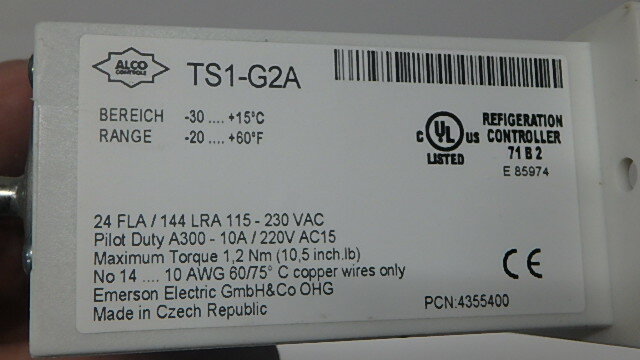 ALCO
CONTROLS
TS1-G2A
BEREICH -30 .... +15°C
RANGE -20 .... +60°F
C UL US
LISTED
REFIGERATION
CONTROLLER
71 B 2
E 85974
24 FLA / 144 LRA 115 - 230 VAC
Pilot Duty A300 - 10A / 220V AC15
Maximum Torque 1,2 Nm (10,5 inch.lb)
No 14 .... 10 AWG 60/75° C copper wires only
Emerson Electric GmbH&Co OHG
Made in Czech Republic
CE
PCN:4355400